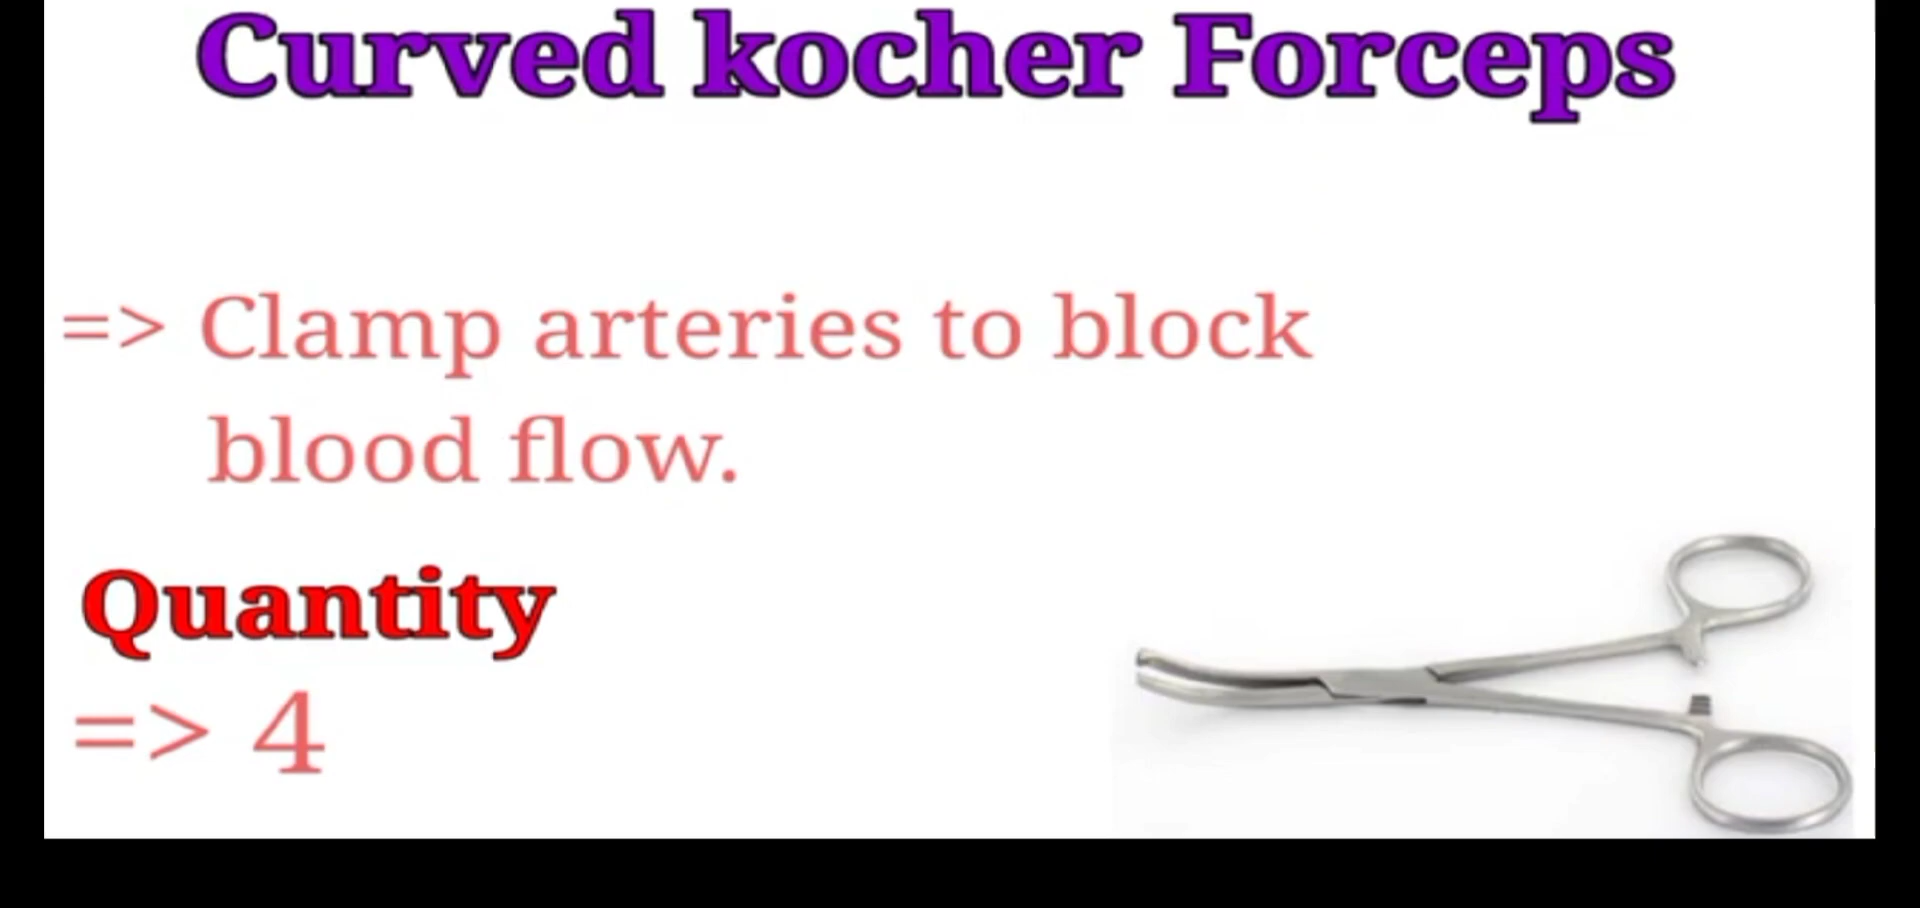 Curved kocher Forceps
=> Clamp arteries to block
blood flow.
Quantity
=> 4